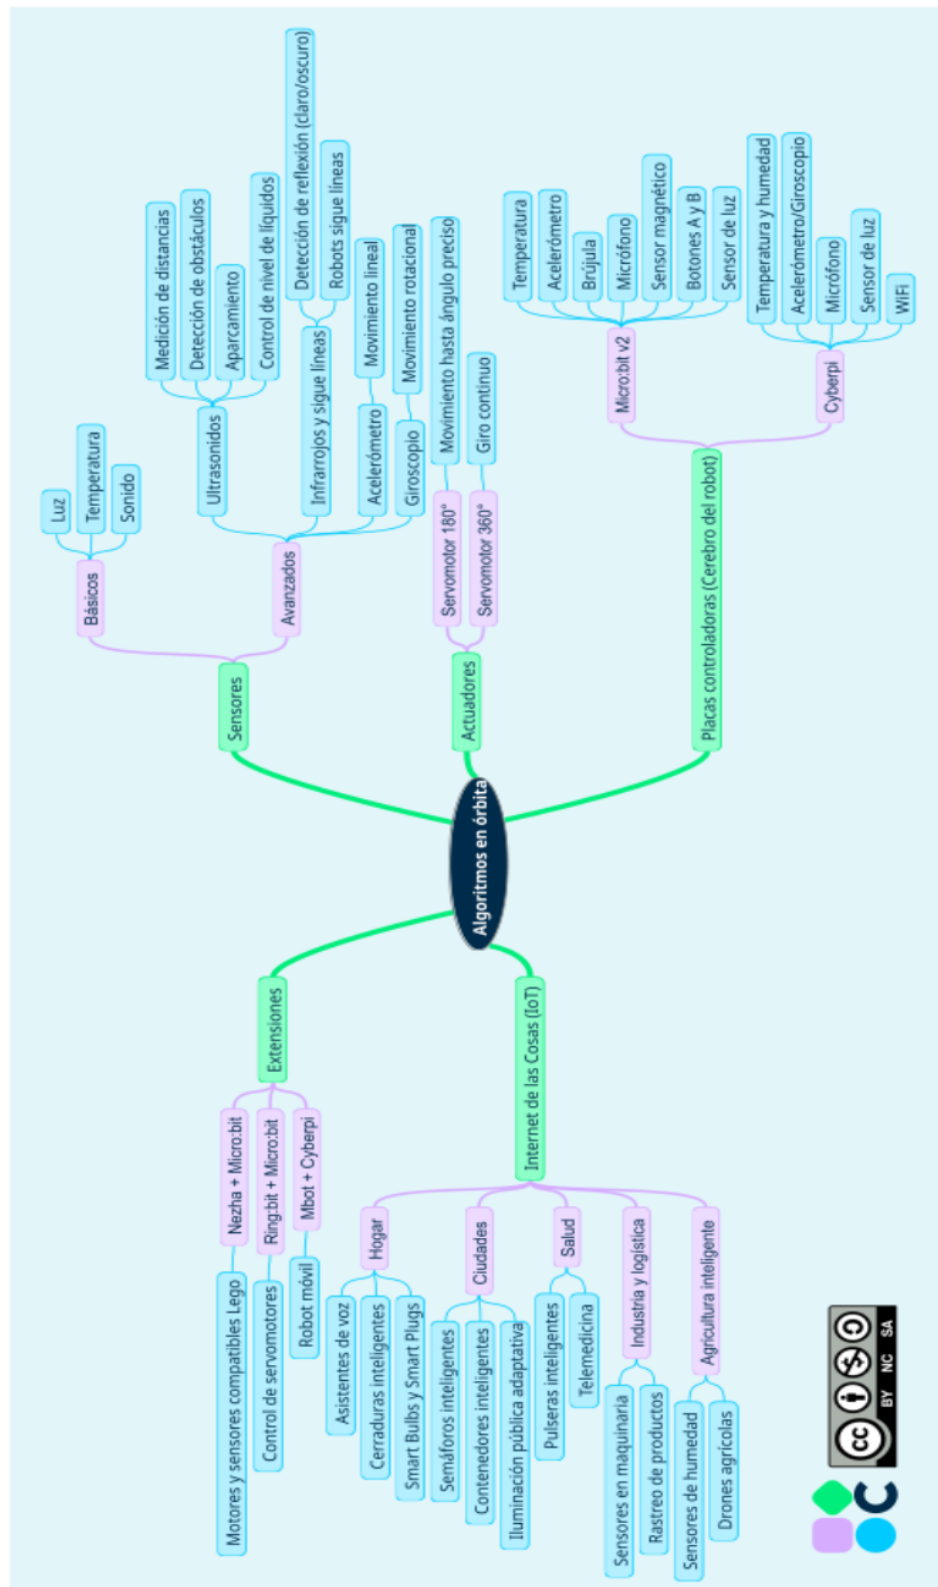 Algoritmos en órbita
Sensores
Básicos
Luz
Temperatura
Sonido
Avanzados
Ultrasonidos
Medición de distancias
Detección de obstáculos
Aparcamiento
Control de nivel de líquidos
Infrarrojos y sigue líneas
Detección de reflexión (claro/oscuro)
Robots sigue líneas
Acelerómetro
Movimiento lineal
Giroscopio
Movimiento rotacional
Actuadores
Servomotor 180°
Movimiento hasta ángulo preciso
Servomotor 360°
Giro continuo
Placas controladoras (Cerebro del robot)
Micro:bit v2
Temperatura
Acelerómetro
Brújula
Micrófono
Sensor magnético
Botones A y B
Sensor de luz
Cyberpi
Temperatura y humedad
Acelerómetro/Giroscopio
Micrófono
Sensor de luz
WiFi
Extensiones
Nezha + Micro:bit
Motores y sensores compatibles Lego
Ring:bit + Micro:bit
Control de servomotores
Mbot + Cyberpi
Robot móvil
Internet de las Cosas (IoT)
Hogar
Asistentes de voz
Cerraduras inteligentes
Smart Bulbs y Smart Plugs
Ciudades
Semáforos inteligentes
Contenedores inteligentes
Iluminación pública adaptativa
Salud
Pulseras inteligentes
Telemedicina
Industria y logística
Sensores en maquinaria
Rastreo de productos
Agricultura inteligente
Sensores de humedad
Drones agrícolas
cc
BY NC SA